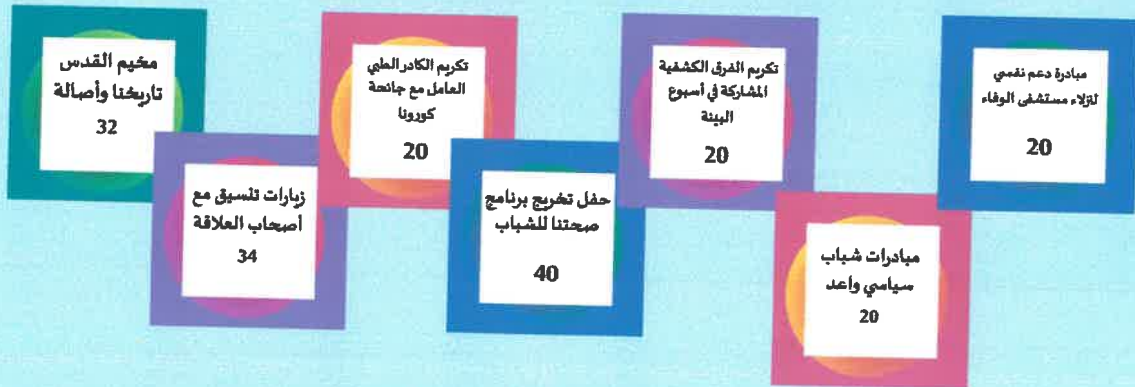 مبادرة دعم نفسي
لنزلاء مستشفى الوفاء
20
مبادرات شباب
سياسي واعد
20
تكريم الفرق الكشفية
المشاركة في أسبوع
البيئة
20
حفل تخريج برنامج
صحتنا للشباب
40
تكريم الكادر الطبي
العامل مع جائحة
كورونا
20
زيارات تنسيق مع
أصحاب العلاقة
34
مخيم القدس
تاريخنا وأصالة
32